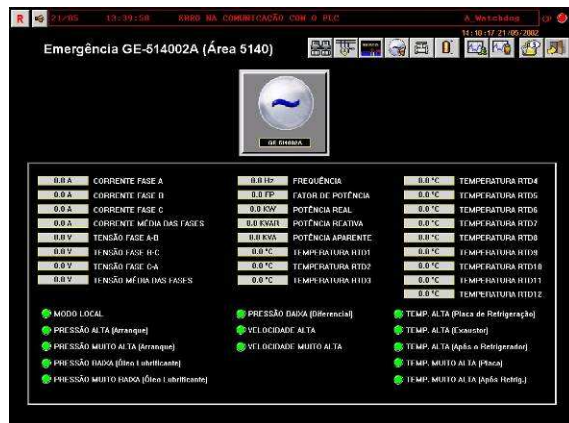 R 21/05 13:39:50 ERRO NA COMUNICAÇÃO COM O PLC A_Watchdog CP
14:10:17 21/05/2002
Emergência GE-514002A (Área 5140)
GE 514002A
0.0 A CORRENTE FASE A 0.0 Hz FREQUÊNCIA 0.0 °C TEMPERATURA RTD4
0.0 A CORRENTE FASE B 0.0 FP FATOR DE POTÊNCIA 0.0 °C TEMPERATURA RTD5
0.0 A CORRENTE FASE C 0.0 KW POTÊNCIA REAL 0.0 °C TEMPERATURA RTD6
0.0 A CORRENTE MÉDIA DAS FASES 0.0 KVAR POTÊNCIA REATIVA 0.0 °C TEMPERATURA RTD7
0.0 V TENSÃO FASE A-B 0.0 KVA POTÊNCIA APARENTE 0.0 °C TEMPERATURA RTD8
0.0 V TENSÃO FASE B-C 0.0 °C TEMPERATURA RTD1 0.0 °C TEMPERATURA RTD9
0.0 V TENSÃO FASE C-A 0.0 °C TEMPERATURA RTD2 0.0 °C TEMPERATURA RTD10
0.0 V TENSÃO MÉDIA DAS FASES 0.0 °C TEMPERATURA RTD3 0.0 °C TEMPERATURA RTD11
0.0 °C TEMPERATURA RTD12
MODO LOCAL PRESSÃO BAIXA (Diferencial) TEMP. ALTA (Placa de Refrigeração)
PRESSÃO ALTA (Arranque) VELOCIDADE ALTA TEMP. ALTA (Exaustor)
PRESSÃO MUITO ALTA (Arranque) VELOCIDADE MUITO ALTA TEMP. ALTA (Após o Refrigerador)
PRESSÃO BAIXA (Óleo Lubrificante) TEMP. MUITO ALTA (Placa)
PRESSÃO MUITO BAIXA (Óleo Lubrificante) TEMP. MUITO ALTA (Após Refrig.)